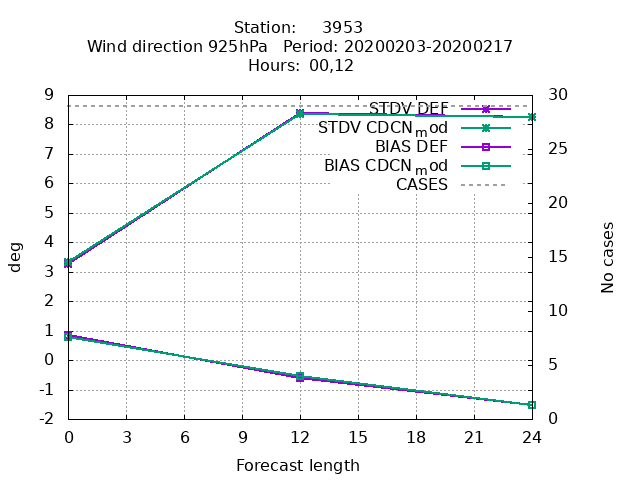 Station: 3953
Wind direction 925hPa Period: 20200203-20200217
Hours: 00,12
9 30
STDV DEF
8
STDV CDCNmod
25
7 BIAS DEF
BIAS CDCNmod
6 CASES
20
5
4
15
3
2
10
1
0 5
-1
-2 0
deg
No cases
0 3 6 9 12 15 18 21 24
Forecast length